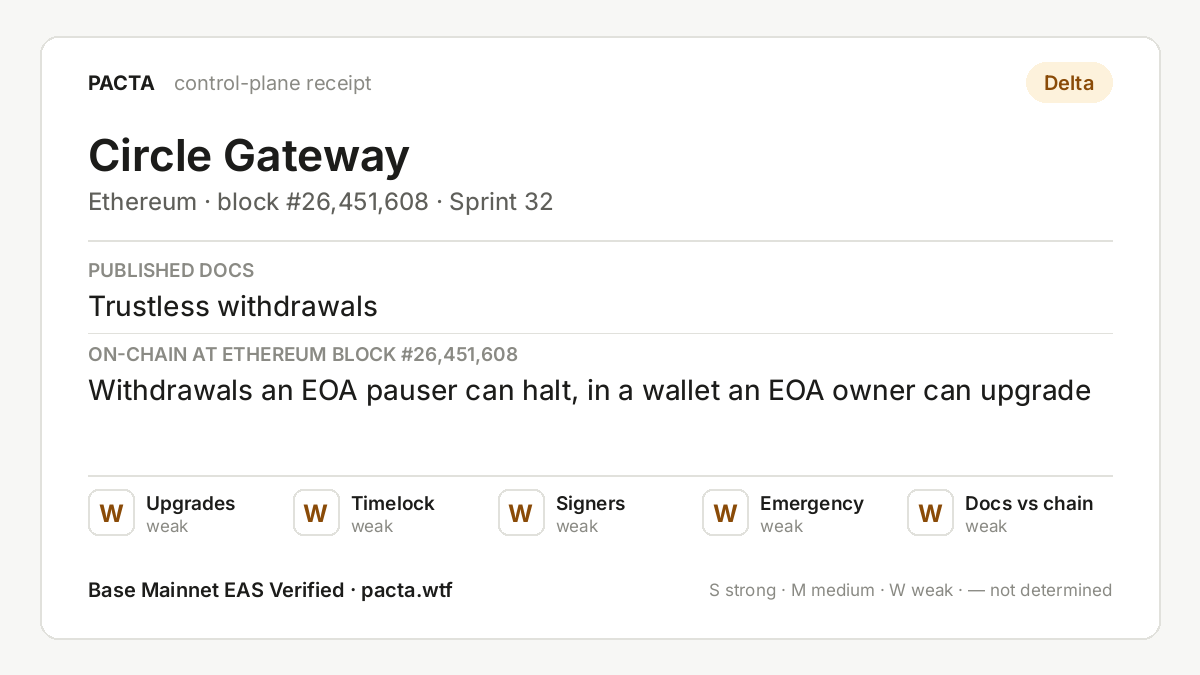 PACTA control-plane receipt Delta
Circle Gateway
Ethereum · block #26,451,608 · Sprint 32
PUBLISHED DOCS
Trustless withdrawals
ON-CHAIN AT ETHEREUM BLOCK #26,451,608
Withdrawals an EOA pauser can halt, in a wallet an EOA owner can upgrade
W Upgrades weak
W Timelock weak
W Signers weak
W Emergency weak
W Docs vs chain weak
Base Mainnet EAS Verified · pacta.wtf
S strong · M medium · W weak · — not determined